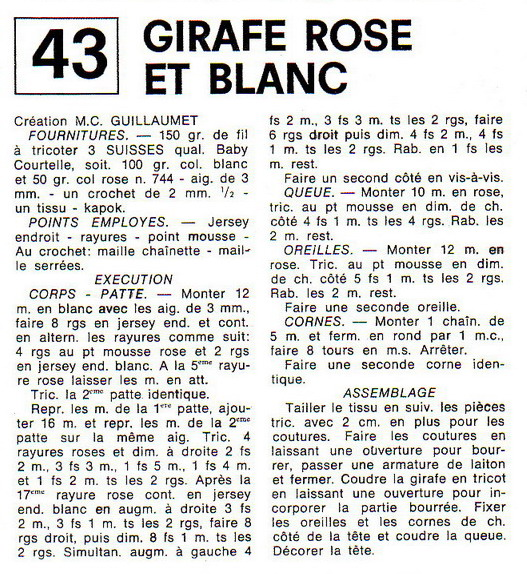 43
GIRAFE ROSE
ET BLANC
Création M.C. GUILLAUMET
FOURNITURES. — 150 gr. de fil
à tricoter 3 SUISSES qual. Baby
Courtelle, soit. 100 gr. col. blanc
et 50 gr. col rose n. 744 - aig. de 3
mm. - un crochet de 2 mm. 1/2 -
un tissu - kapok.
POINTS EMPLOYES. — Jersey
endroit - rayures - point mousse -
Au crochet: maille chaînette - mail-
le serrées.
EXECUTION
CORPS - PATTE. — Monter 12
m. en blanc avec les aig. de 3 mm.,
faire 8 rgs en jersey end. et cont.
en altern. les rayures comme suit:
4 rgs au pt mousse rose et 2 rgs
en jersey end. blanc. A la 5ème rayu-
re rose laisser les m. en att.
Tric. la 2ème patte identique.
Repr. les m. de la 1ère patte, ajou-
ter 16 m. et repr. les m. de la 2ème
patte sur la même aig. Tric. 4
rayures roses et dim. à droite 2 fs
2 m., 3 fs 3 m., 1 fs 5 m., 1 fs 4 m.
et 1 fs 2 m. ts les 2 rgs. Après la
17ème rayure rose cont. en jersey
end. blanc en augm. à droite 3 fs
2 m., 3 fs 1 m. ts les 2 rgs, faire 8
rgs droit, puis dim. 8 fs 1 m. ts les
2 rgs. Simultan. augm. à gauche 4
fs 2 m., 3 fs 3 m. ts les 2 rgs, faire
6 rgs droit puis dim. 4 fs 2 m., 4 fs
1 m. ts les 2 rgs. Rab. en 1 fs les
m. rest.
Faire un second côté en vis-à-vis.
QUEUE. — Monter 10 m. en rose,
tric. au pt mousse en dim. de ch.
côté 4 fs 1 m. ts les 4 rgs. Rab. les
2 m. rest.
OREILLES. — Monter 12 m. en
rose. Tric. au pt mousse en dim.
de ch. côté 5 fs 1 m. ts les 2 rgs.
Rab. les 2 m. rest.
Faire une seconde oreille.
CORNES. — Monter 1 chaîn. de
5 m. et ferm. en rond par 1 m.c.,
faire 8 tours en m.s. Arrêter.
Faire une seconde corne iden-
tique.
ASSEMBLAGE
Tailler le tissu en suiv. les pièces
tric. avec 2 cm. en plus pour les
coutures. Faire les coutures en
laissant une ouverture pour bour-
rer, passer une armature de laiton
et fermer. Coudre la girafe en tricot
en laissant une ouverture pour in-
corporer la partie bourrée. Fixer
les oreilles et les cornes de ch.
côté de la tête et coudre la queue.
Décorer la tête.